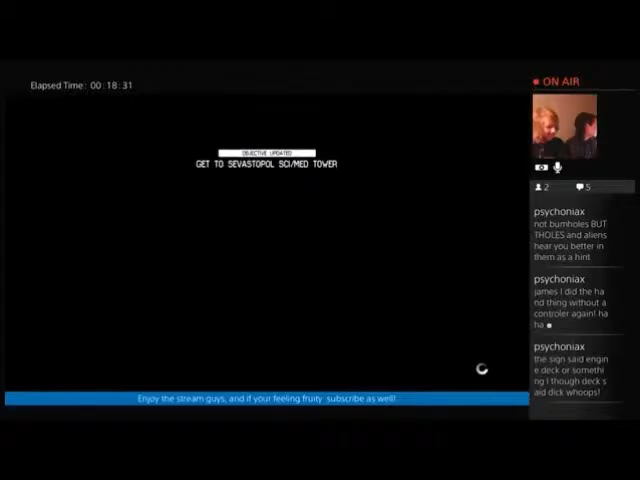 Elapsed Time: 00:18:31
ON AIR
OBJECTIVE UPDATED
GET TO SEVASTOPOL SCI/MED TOWER
2
5
psychoniax
not bumholes BUT
THOLES and aliens
hear you better in
them as a hint
psychoniax
james I did the ha
nd thing without a
controler again! ha
ha
psychoniax
the sign said engin
e deck or somethi
ng I though deck s
aid dick whoops!
Enjoy the stream guys, and if your feeling fruity subscribe as well!